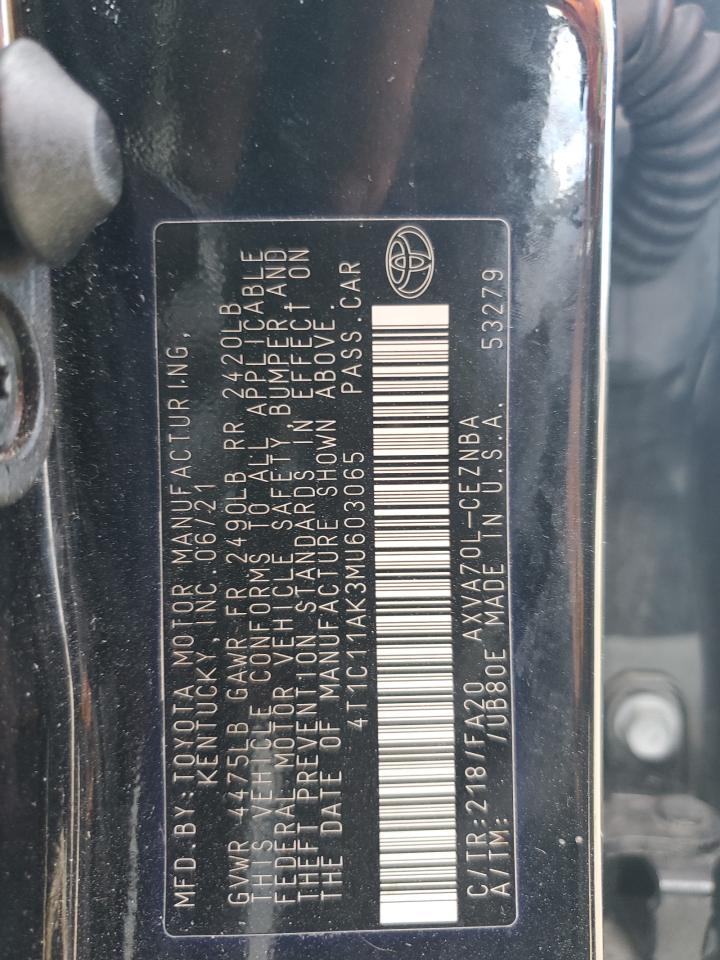 MFD.BY:TOYOTA MOTOR MANUFACTURING,
KENTUCKY, INC. 06/21
GVWR 4475LB GAWR FR 2490LB RR 2420LB
THIS VEHICLE CONFORMS TO ALL APPLICABLE
FEDERAL MOTOR VEHICLE SAFETY, BUMPER, AND
THEFT PREVENTION STANDARDS IN EFFECT ON
THE DATE OF MANUFACTURE SHOWN ABOVE.
4T1C11AK3MU603065 PASS.CAR
C/TR:218/FA20 AXVA70L-CEZNBA
A/TM: /UB80E MADE IN U.S.A. 53279